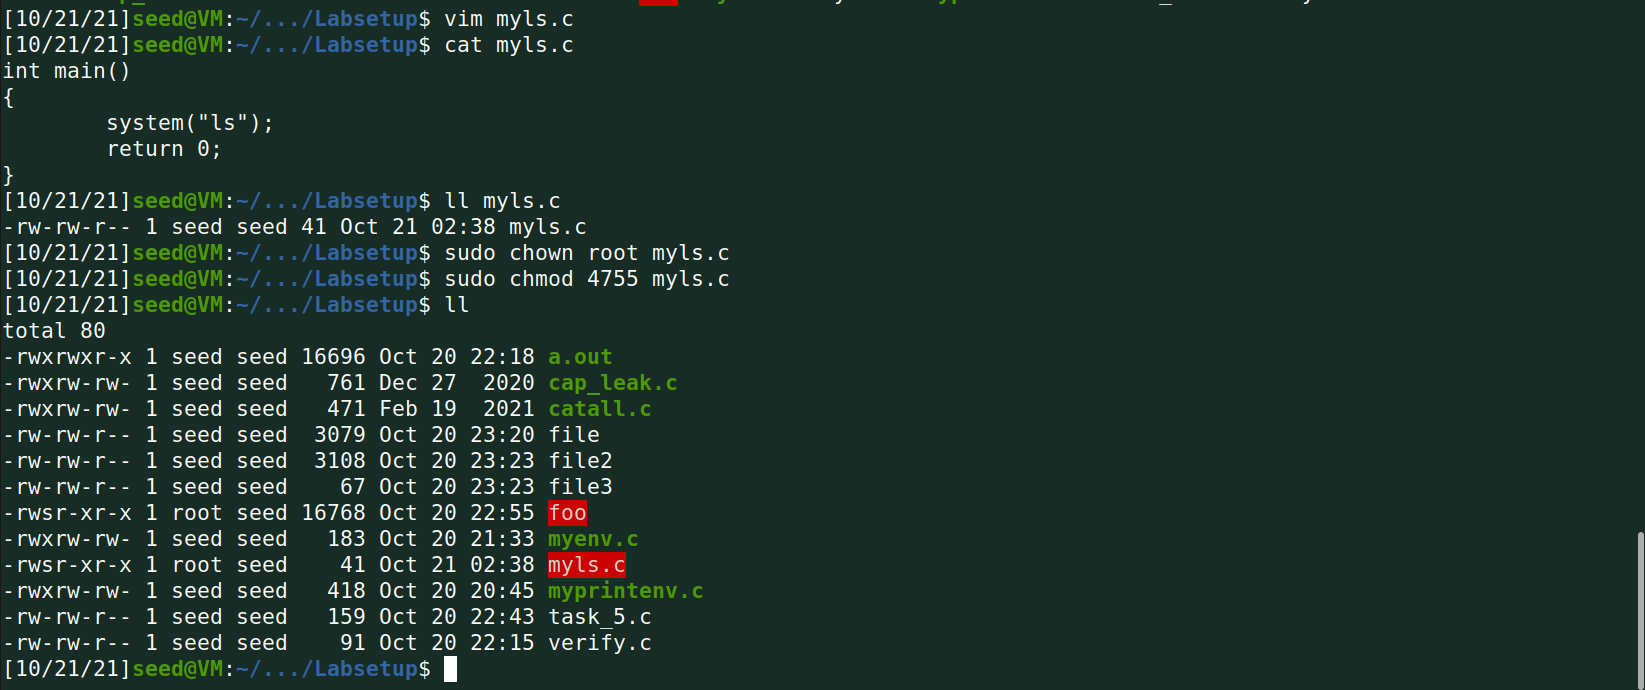 [10/21/21]seed@VM:~/.../Labsetup$ vim myls.c
[10/21/21]seed@VM:~/.../Labsetup$ cat myls.c
int main()
{
        system("ls");
        return 0;
}
[10/21/21]seed@VM:~/.../Labsetup$ ll myls.c
-rw-rw-r-- 1 seed seed 41 Oct 21 02:38 myls.c
[10/21/21]seed@VM:~/.../Labsetup$ sudo chown root myls.c
[10/21/21]seed@VM:~/.../Labsetup$ sudo chmod 4755 myls.c
[10/21/21]seed@VM:~/.../Labsetup$ ll
total 80
-rwxrwxr-x 1 seed seed 16696 Oct 20 22:18 a.out
-rwxrw-rw- 1 seed seed   761 Dec 27  2020 cap_leak.c
-rwxrw-rw- 1 seed seed   471 Feb 19  2021 catall.c
-rw-rw-r-- 1 seed seed  3079 Oct 20 23:20 file
-rw-rw-r-- 1 seed seed  3108 Oct 20 23:23 file2
-rw-rw-r-- 1 seed seed    67 Oct 20 23:23 file3
-rwsr-xr-x 1 root seed 16768 Oct 20 22:55 foo
-rwxrw-rw- 1 seed seed   183 Oct 20 21:33 myenv.c
-rwsr-xr-x 1 root seed    41 Oct 21 02:38 myls.c
-rwxrw-rw- 1 seed seed   418 Oct 20 20:45 myprintenv.c
-rw-rw-r-- 1 seed seed   159 Oct 20 22:43 task_5.c
-rw-rw-r-- 1 seed seed    91 Oct 20 22:15 verify.c
[10/21/21]seed@VM:~/.../Labsetup$